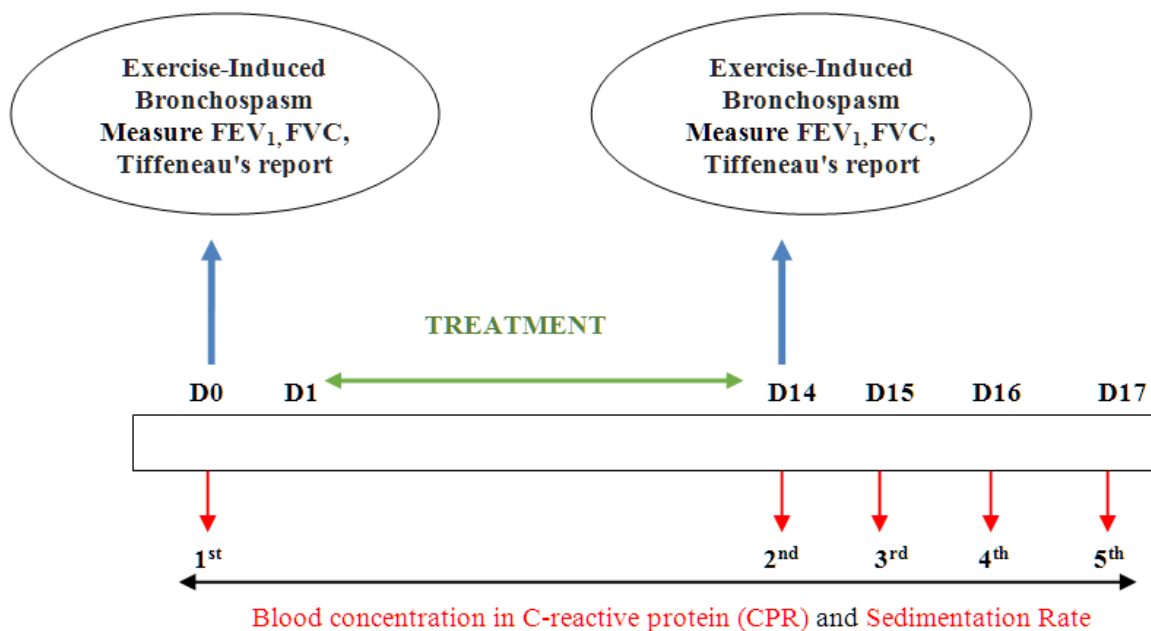 Exercise-Induced
Bronchospasm
Measure FEV₁, FVC,
Tiffeneau's report
Exercise-Induced
Bronchospasm
Measure FEV₁, FVC,
Tiffeneau's report
TREATMENT
D0 D1 D14 D15 D16 D17
1st 2nd 3rd 4th 5th
Blood concentration in C-reactive protein (CPR) and Sedimentation Rate